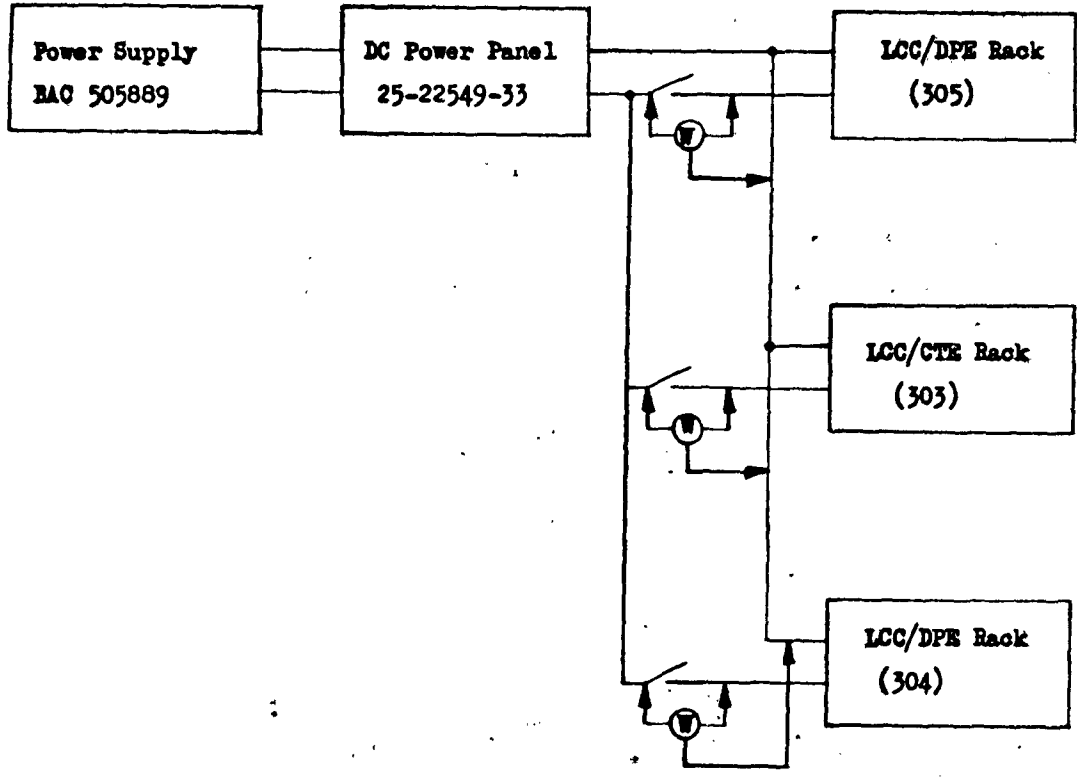 Power Supply
BAC 505889
DC Power Panel
25-22549-33
LCC/DPE Rack
(305)
W
LCC/CTE Rack
(303)
W
LCC/DPE Rack
(304)
W